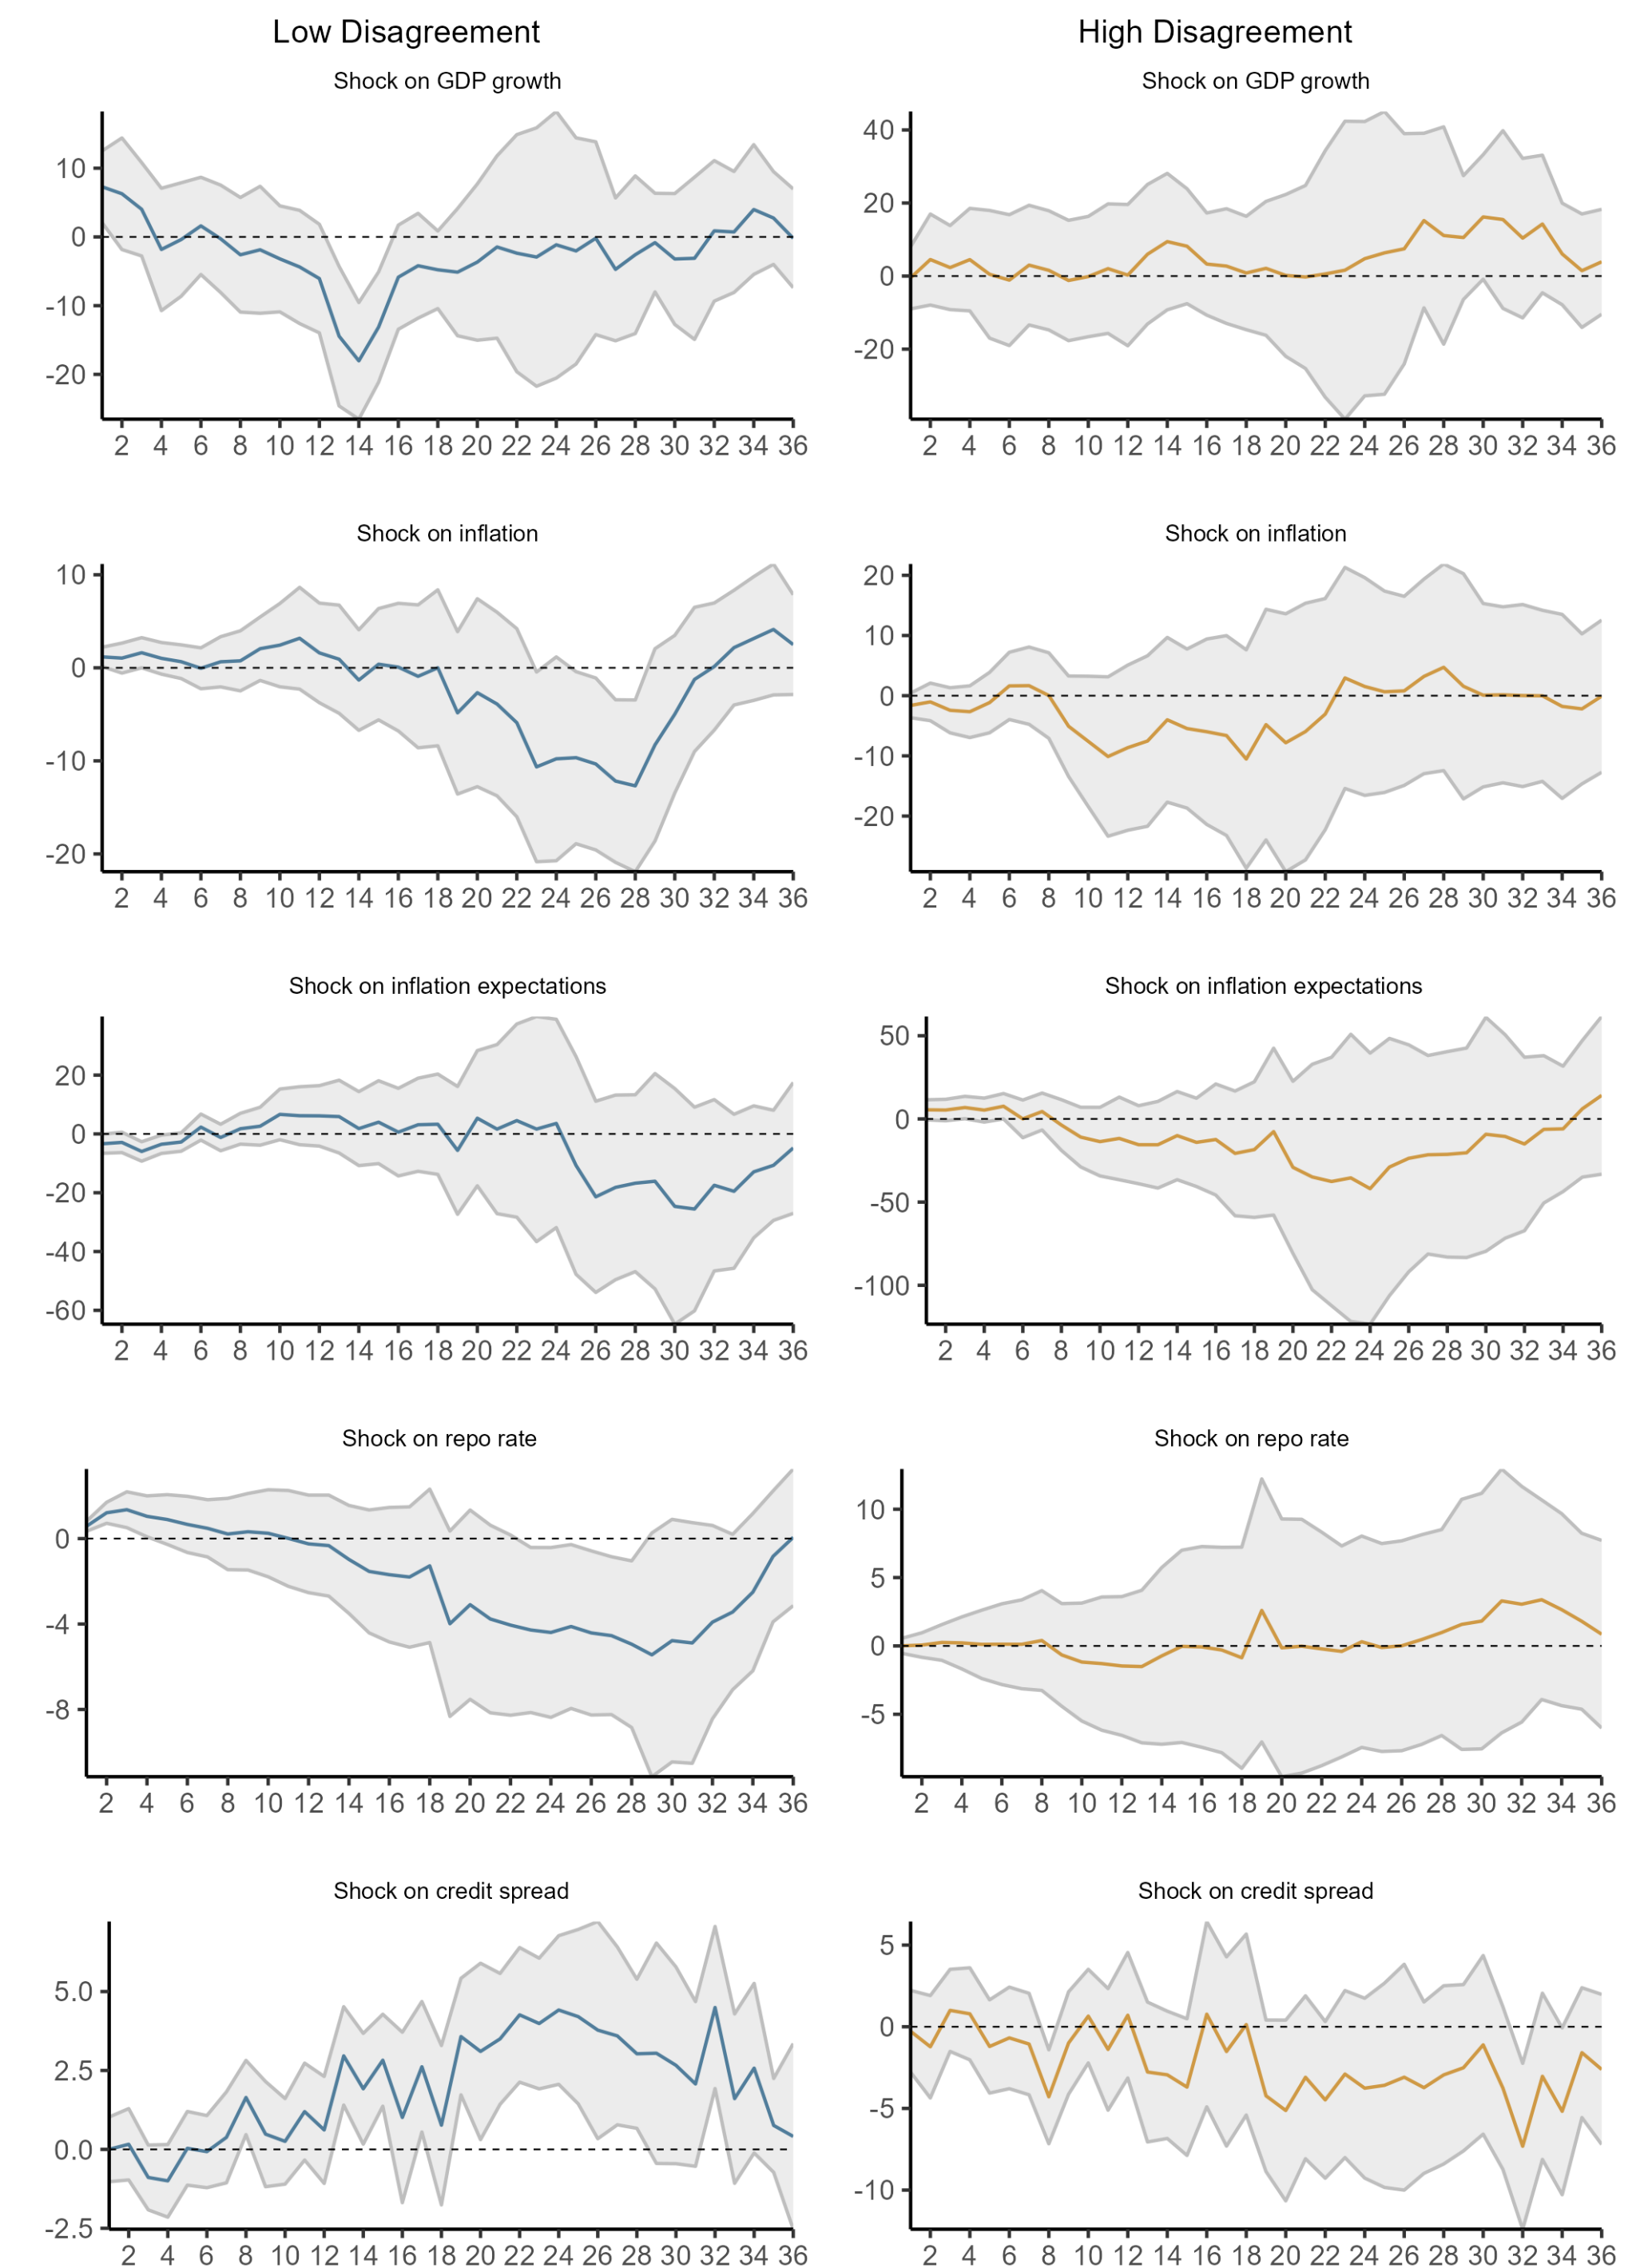 Low Disagreement High Disagreement
Shock on GDP growth Shock on GDP growth
10
0
-10
-20
40
20
0
-20
2 4 6 8 10 12 14 16 18 20 22 24 26 28 30 32 34 36
2 4 6 8 10 12 14 16 18 20 22 24 26 28 30 32 34 36
Shock on inflation Shock on inflation
10
0
-10
-20
20
10
0
-10
-20
2 4 6 8 10 12 14 16 18 20 22 24 26 28 30 32 34 36
2 4 6 8 10 12 14 16 18 20 22 24 26 28 30 32 34 36
Shock on inflation expectations Shock on inflation expectations
20
0
-20
-40
-60
50
0
-50
-100
2 4 6 8 10 12 14 16 18 20 22 24 26 28 30 32 34 36
2 4 6 8 10 12 14 16 18 20 22 24 26 28 30 32 34 36
Shock on repo rate Shock on repo rate
0
-4
-8
10
5
0
-5
2 4 6 8 10 12 14 16 18 20 22 24 26 28 30 32 34 36
2 4 6 8 10 12 14 16 18 20 22 24 26 28 30 32 34 36
Shock on credit spread Shock on credit spread
5.0
2.5
0.0
-2.5
5
0
-5
-10
2 4 6 8 10 12 14 16 18 20 22 24 26 28 30 32 34 36
2 4 6 8 10 12 14 16 18 20 22 24 26 28 30 32 34 36